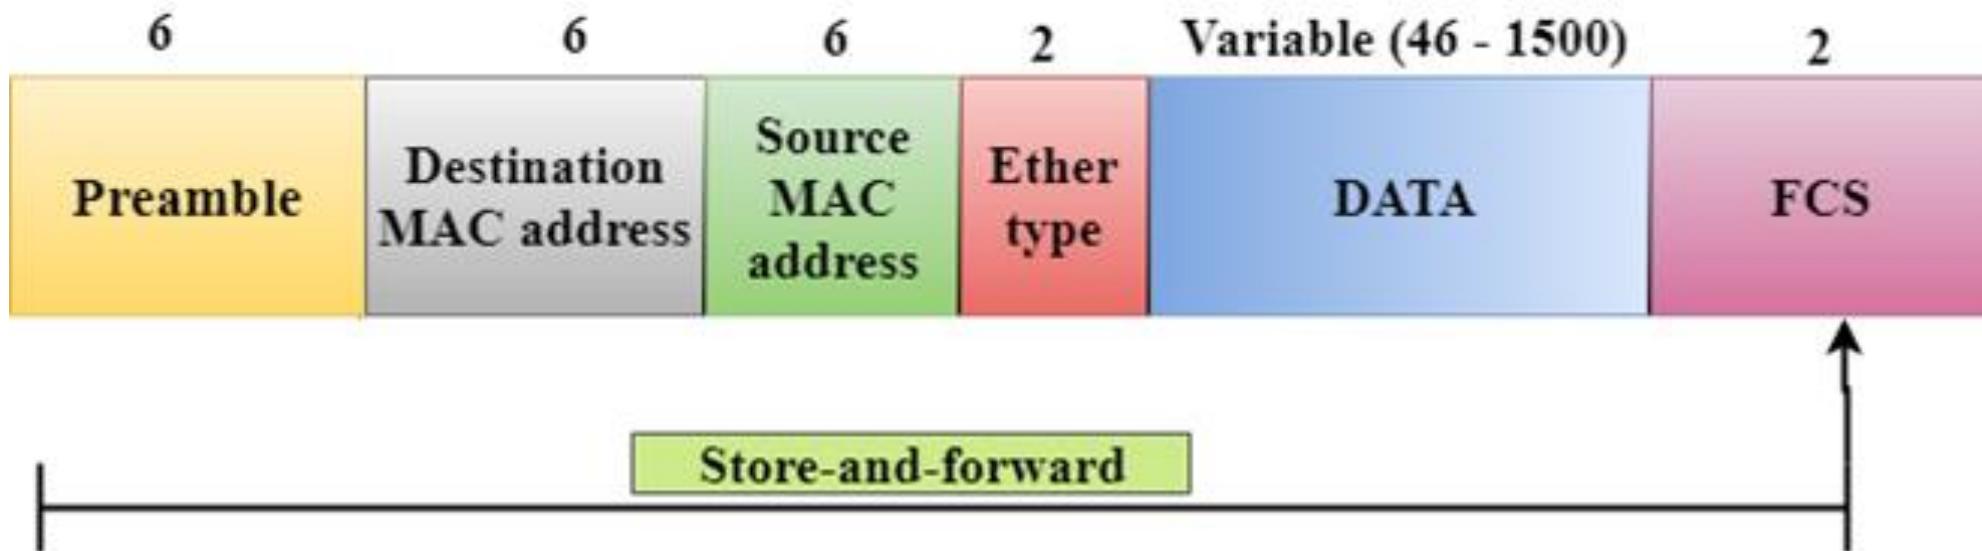 6
6
6
2
Variable (46 - 1500)
2
Preamble
Destination
MAC address
Source
MAC
address
Ether
type
DATA
FCS
Store-and-forward